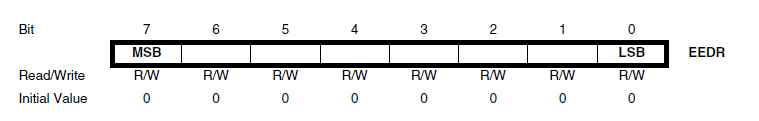 Bit 7 6 5 4 3 2 1 0
MSB LSB EEDR
Read/Write R/W R/W R/W R/W R/W R/W R/W R/W
Initial Value 0 0 0 0 0 0 0 0